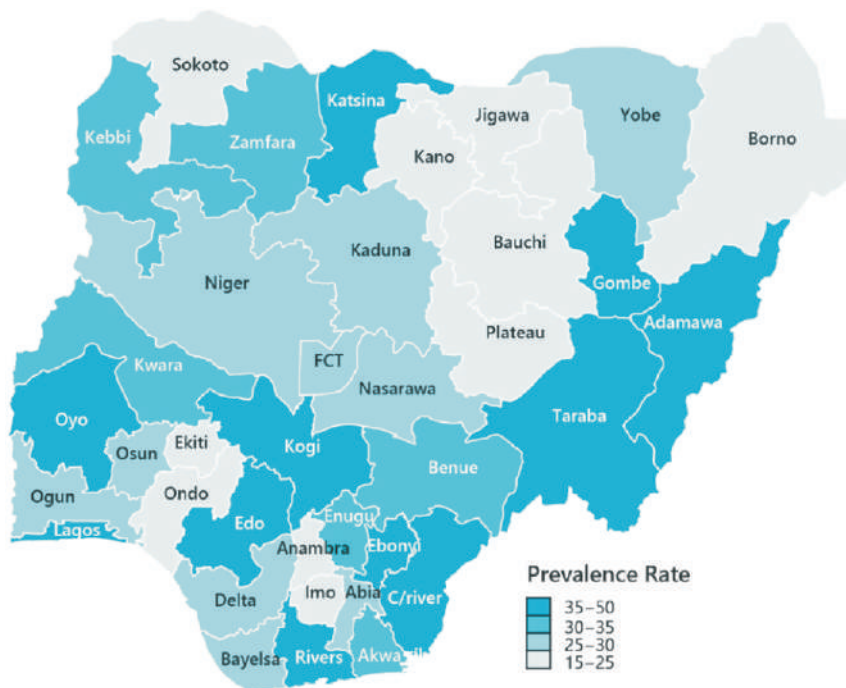 Sokoto
Katsina
Jigawa
Yobe
Borno
Kebbi
Zamfara
Kano
Kaduna
Bauchi
Niger
Gombe
Adamawa
Plateau
FCT
Kwara
Nasarawa
Oyo
Taraba
Ekiti
Kogi
Osun
Benue
Ogun
Ondo
Edo
Enugu
Lagos
Anambra
Ebonyi
Imo
Abia
C/river
Delta
Bayelsa
Rivers
Prevalence Rate
35–50
30–35
25–30
15–25